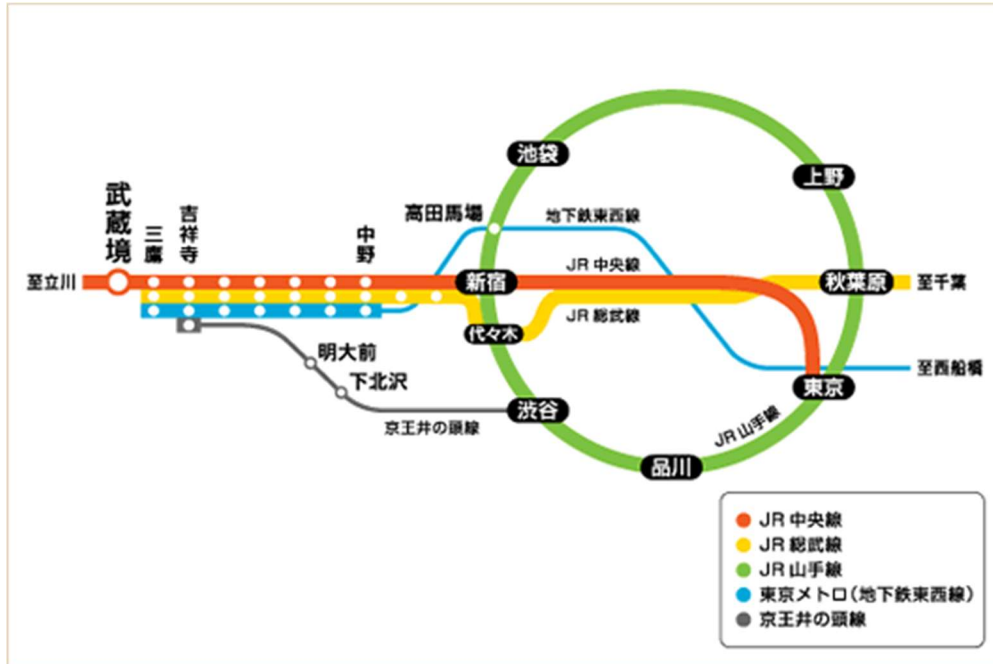 池袋
上野
武蔵境
三鷹
吉祥寺
中野
高田馬場
地下鉄東西線
至立川
新宿
JR 中央線
秋葉原
至千葉
代々木
JR 総武線
明大前
下北沢
至西船橋
東京
渋谷
京王井の頭線
JR 山手線
品川
JR 中央線
JR 総武線
JR 山手線
東京メトロ(地下鉄東西線)
京王井の頭線